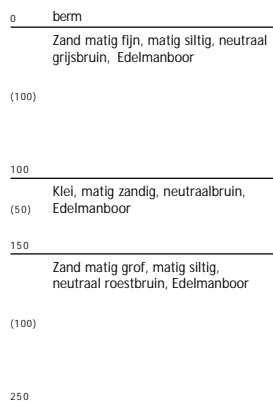 0 berm
Zand matig fijn, matig siltig, neutraal
grijsbruin, Edelmanboor
(100)
100
Klei, matig zandig, neutraalbruin,
(50) Edelmanboor
150
Zand matig grof, matig siltig,
neutraal roestbruin, Edelmanboor
(100)
250